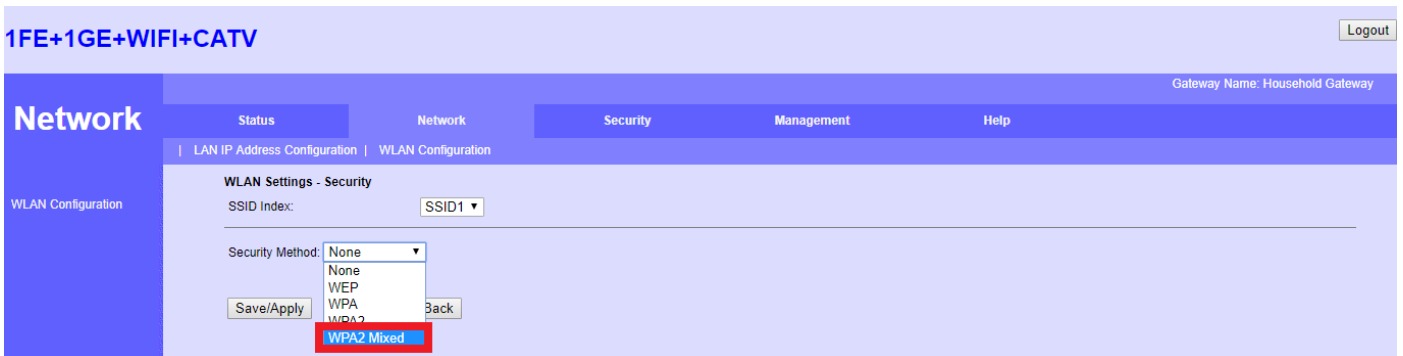 1FE+1GE+WIFI+CATV
Logout
Gateway Name: Household Gateway
Network
Status Network Security Management Help
| LAN IP Address Configuration | WLAN Configuration
WLAN Settings - Security
WLAN Configuration
SSID Index: SSID1
Security Method: None
None
WEP
WPA
Save/Apply Back
WPA2
WPA2 Mixed